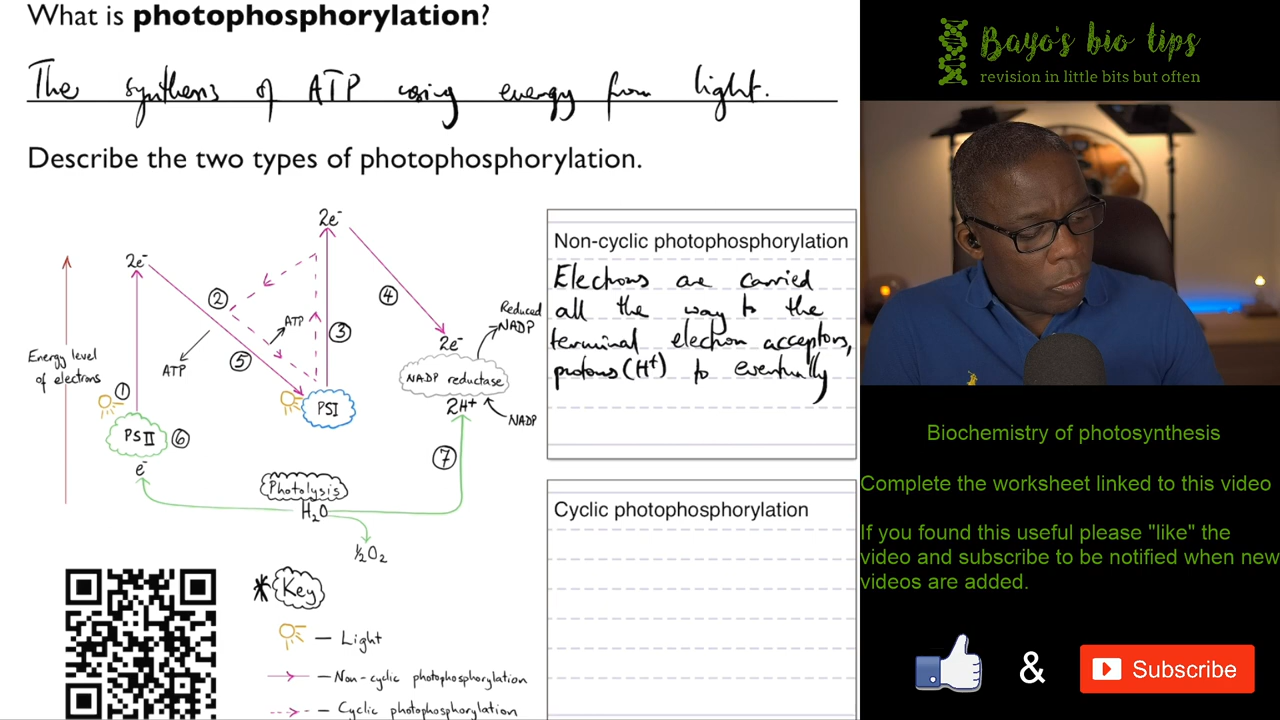 What is photophosphorylation?
The synthesis of ATP using energy from light.
Describe the two types of photophosphorylation.
2e-
2e-
②
ATP
③
④
Reduced
NADP
Energy level
of electrons
ATP
⑤
2e-
NADP reductase
①
PSI
2H+
NADP
PSII
⑥
e-
⑦
Photolysis
H2O
½O2
*Key
— Light
— Non-cyclic photophosphorylation
— Cyclic photophosphorylation
Non-cyclic photophosphorylation
Electrons are carried
all the way to the
terminal electron acceptors,
protons (H+) to eventually
Cyclic photophosphorylation
Bayo's bio tips
revision in little bits but often
Biochemistry of photosynthesis
Complete the worksheet linked to this video
If you found this useful please "like" the
video and subscribe to be notified when new
videos are added.
&
Subscribe